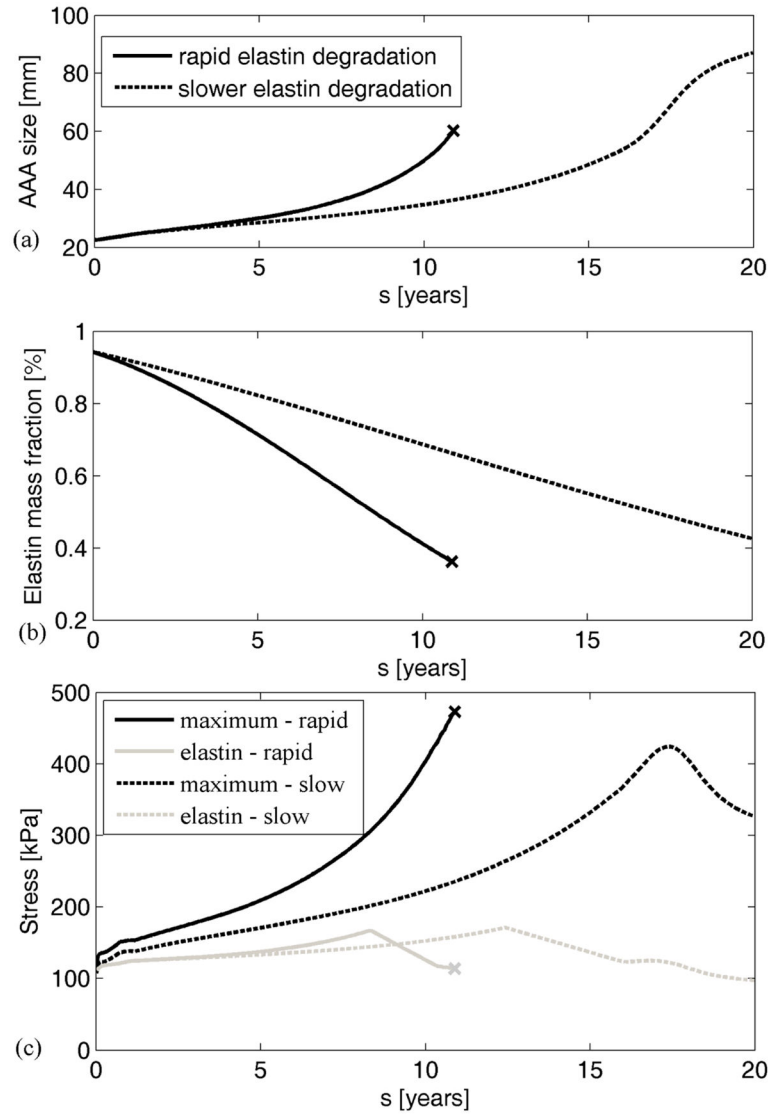 100
80
60
40
20
AAA size [mm]
rapid elastin degradation
slower elastin degradation
(a)
0 5 10 15 20
s [years]
1
0.8
0.6
0.4
0.2
Elastin mass fraction [%]
(b)
0 5 10 15 20
s [years]
500
400
300
200
100
0
Stress [kPa]
maximum - rapid
elastin - rapid
maximum - slow
elastin - slow
(c)
0 5 10 15 20
s [years]